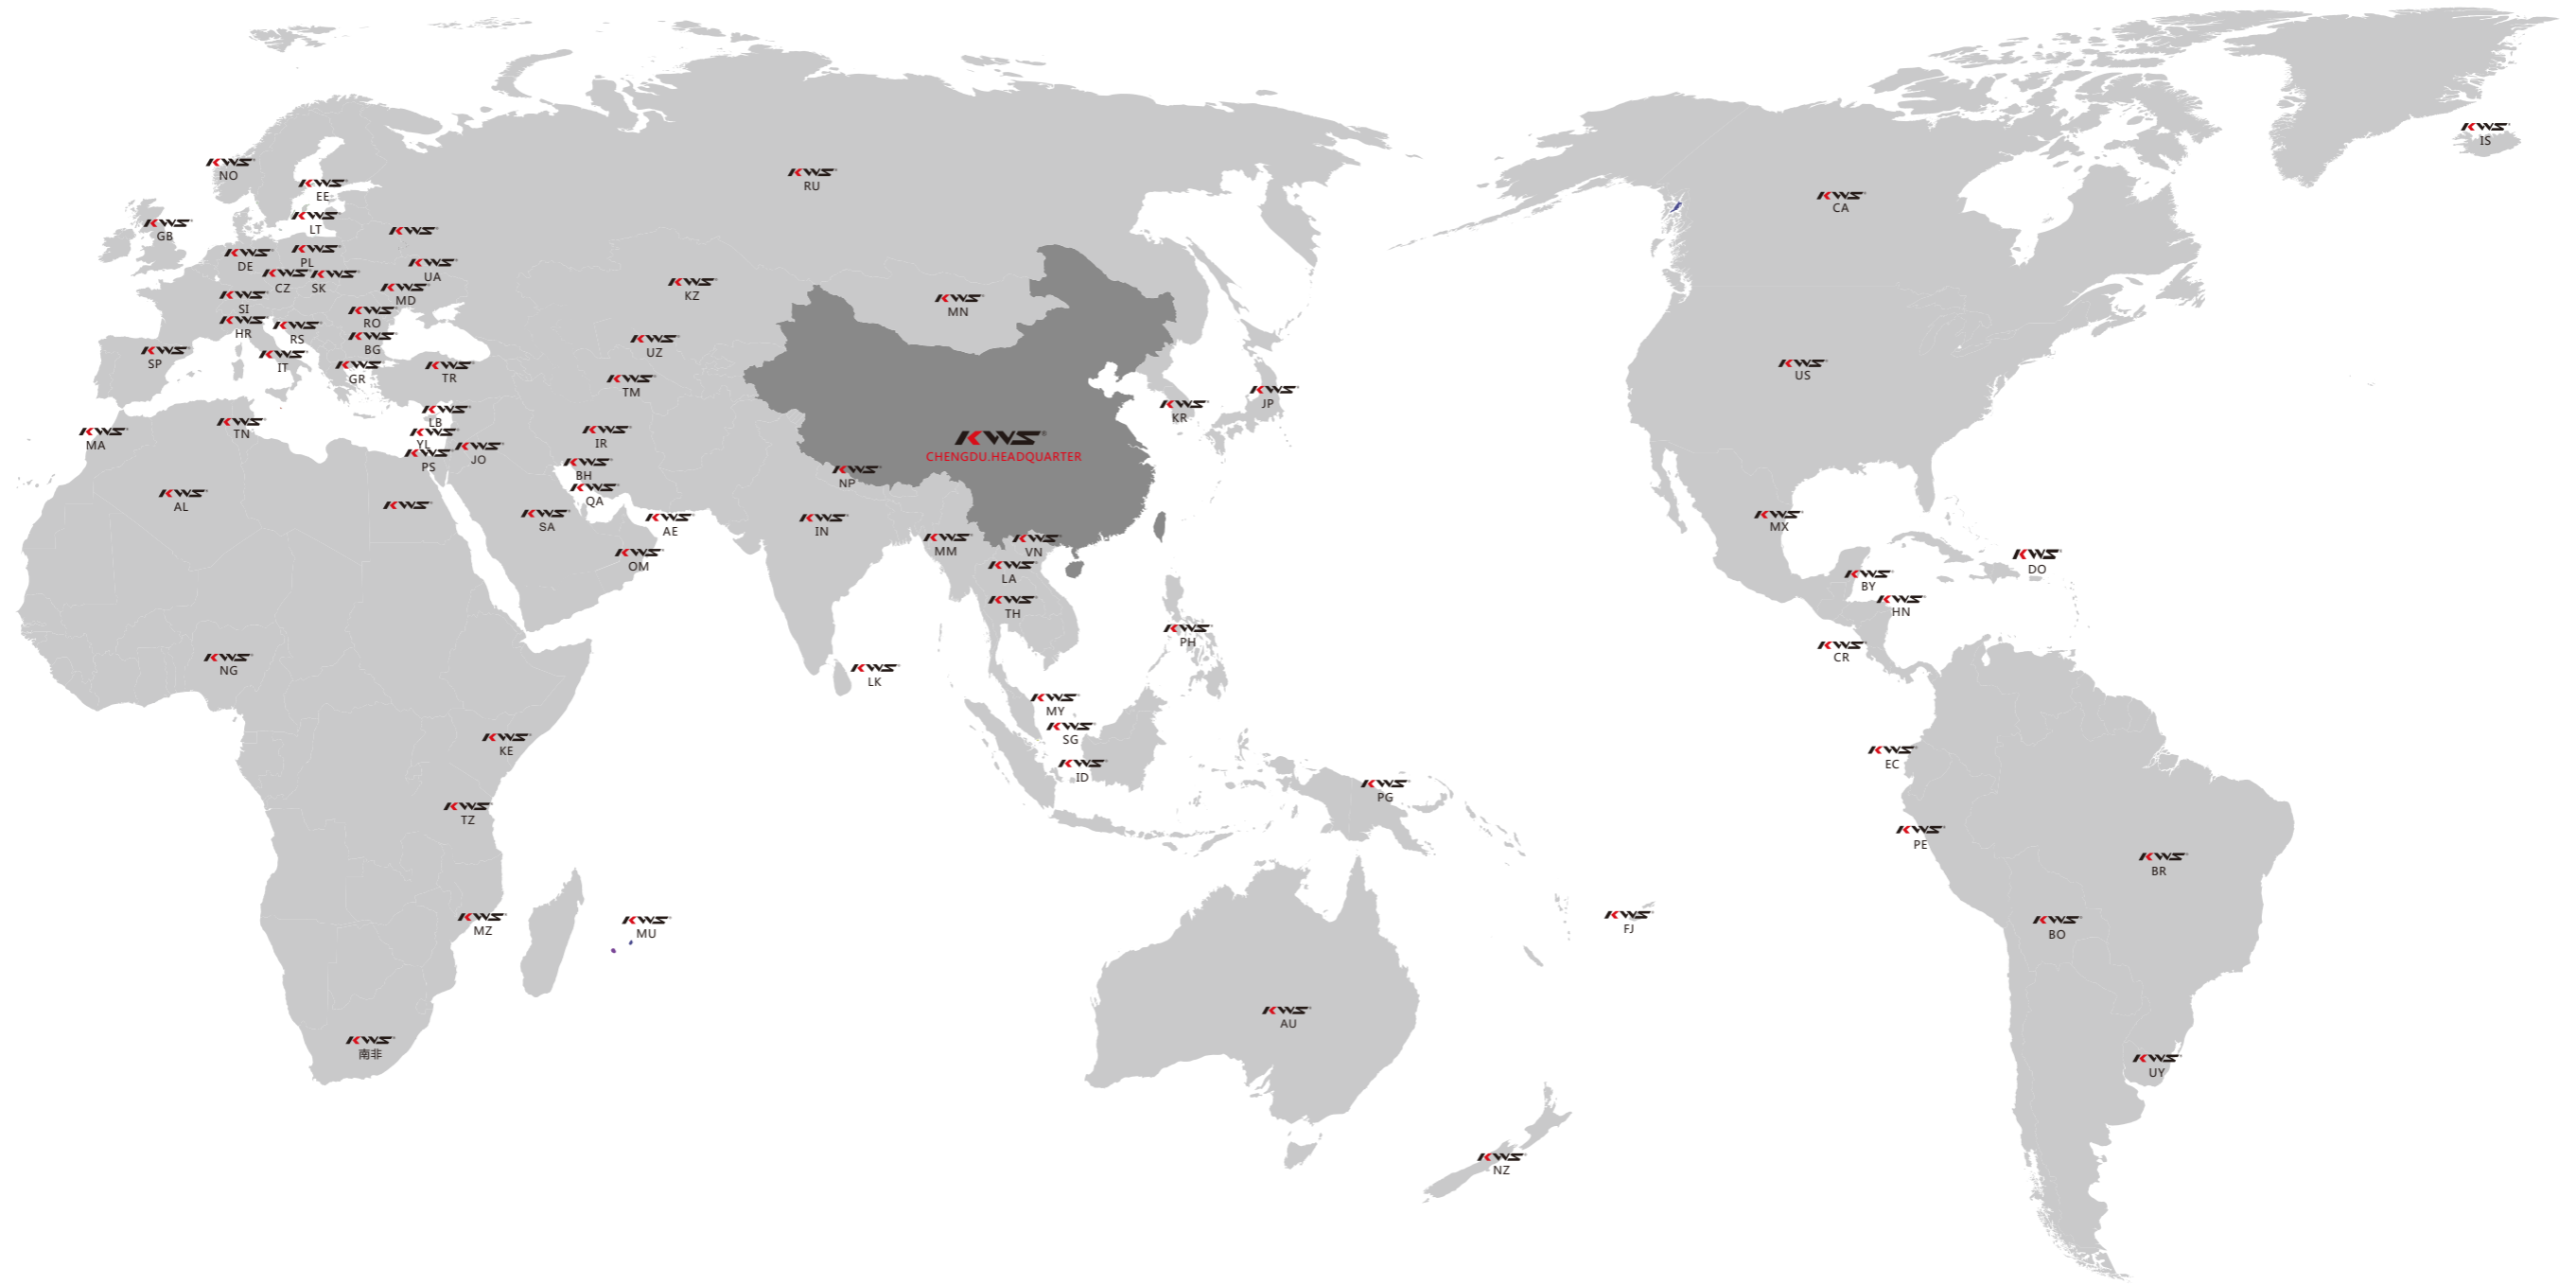 KWS IS
KWS NO
KWS RU
KWS EE
KWS CA
KWS LT
KWS GB
KWS
KWS PL
KWS DE
KWS UA
KWS CZ
KWS SK
KWS KZ
KWS MD
KWS SI
KWS MN
KWS RO
KWS HR
KWS RS
KWS BG
KWS UZ
KWS SP
KWS IT
KWS US
KWS GR
KWS TR
KWS TM
KWS JP
KWS KR
KWS LB
KWS TN
KWS IR
KWS MA
KWS YL
KWS®
CHENGDU.HEADQUARTER
KWS JO
KWS PS
KWS BH
KWS NP
KWS QA
KWS AL
KWS
KWS SA
KWS AE
KWS IN
KWS MX
KWS MM
KWS VN
KWS OM
KWS DO
KWS LA
KWS BY
KWS TH
KWS HN
KWS PH
KWS CR
KWS NG
KWS LK
KWS MY
KWS SG
KWS KE
KWS EC
KWS ID
KWS PG
KWS TZ
KWS PE
KWS BR
KWS FJ
KWS MZ
KWS MU
KWS BO
KWS AU
KWS 南非
KWS UY
KWS NZ